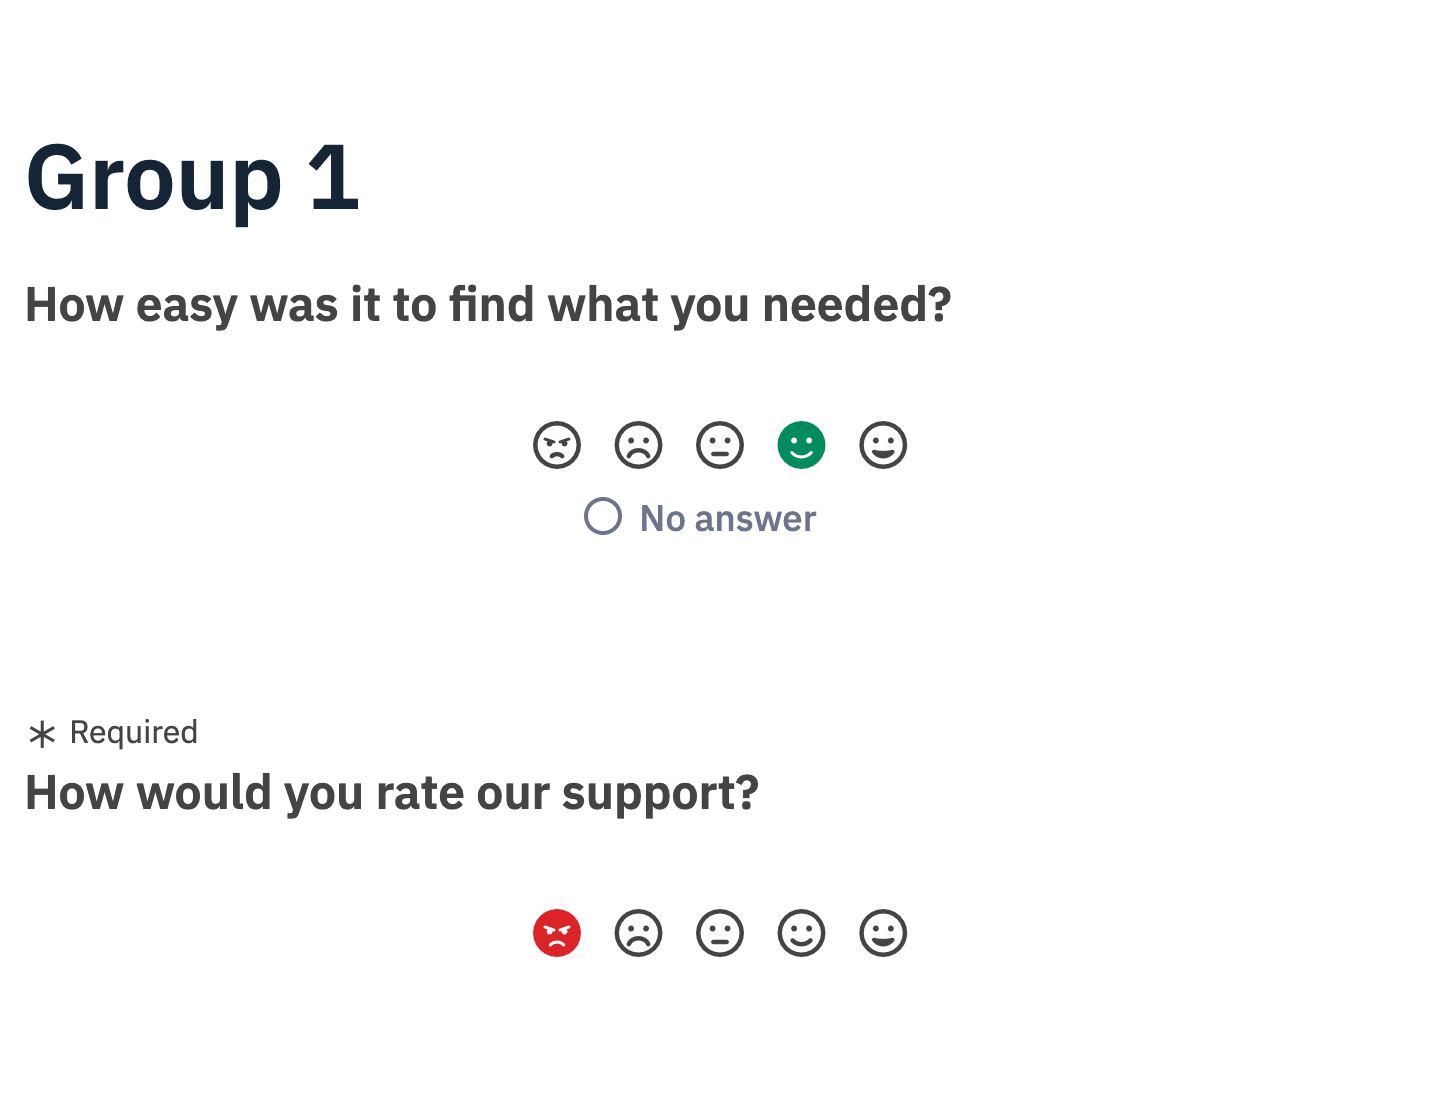 Group 1
How easy was it to find what you needed?
No answer
* Required
How would you rate our support?